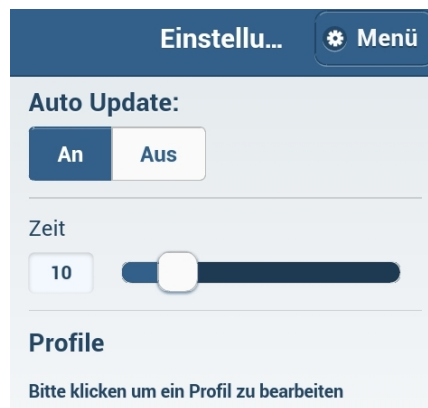 Einstellu...
Menü
Auto Update:
An
Aus
Zeit
10
Profile
Bitte klicken um ein Profil zu bearbeiten